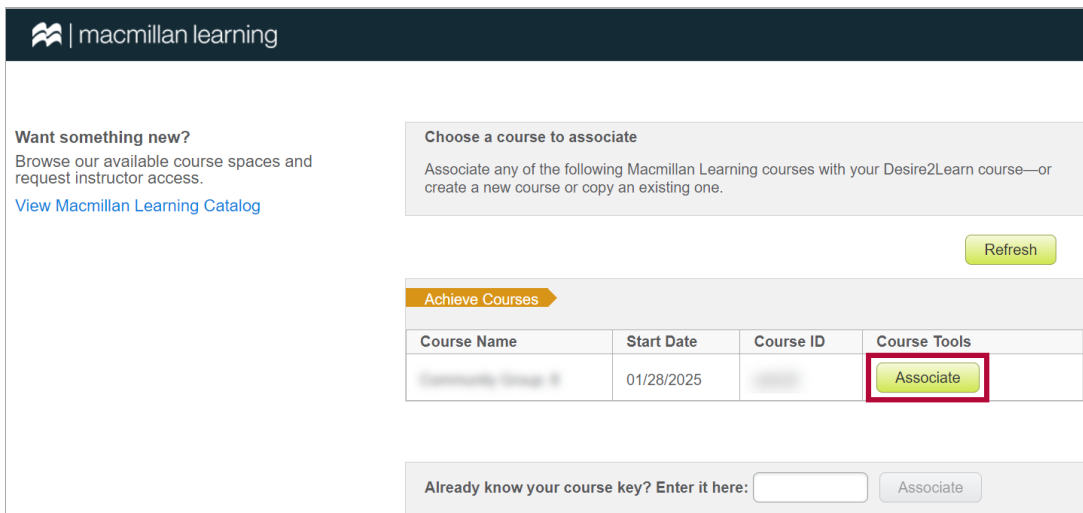 macmillan learning
Want something new?
Browse our available course spaces and
request instructor access.
View Macmillan Learning Catalog
Choose a course to associate
Associate any of the following Macmillan Learning courses with your Desire2Learn course—or
create a new course or copy an existing one.
Refresh
Achieve Courses
Course Name Start Date Course ID Course Tools
01/28/2025 Associate
Already know your course key? Enter it here: Associate